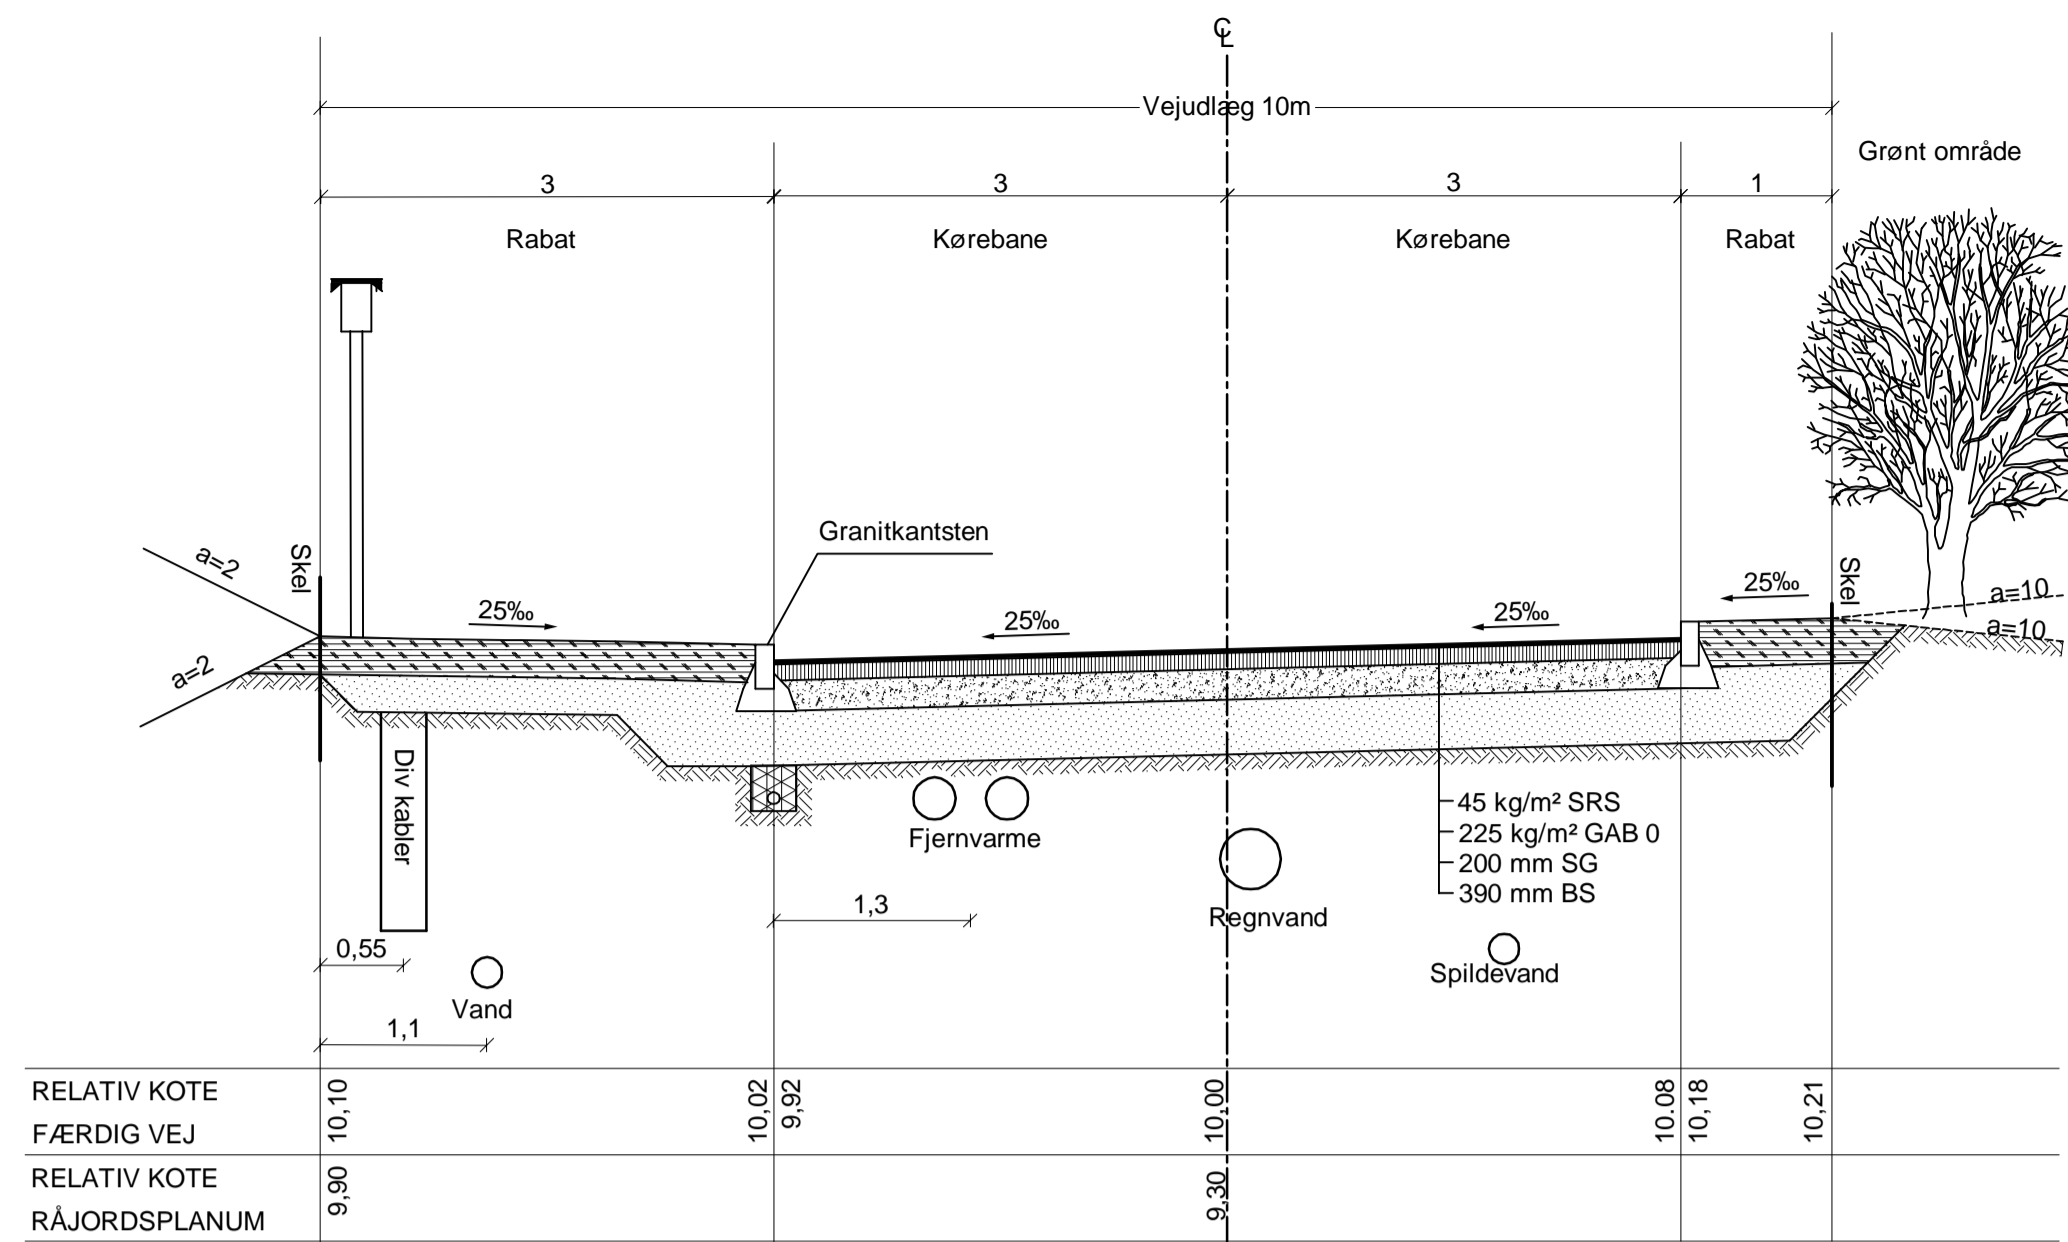 ℄
Vejudlæg 10m
Grønt område
3 3 3 1
Rabat Kørebane Kørebane Rabat
Granitkantsten
a=2 Skel 25‰ 25‰ 25‰ 25‰ Skel a=10
a=2 a=10
Div kabler
Fjernvarme
45 kg/m² SRS
225 kg/m² GAB 0
200 mm SG
390 mm BS
1,3
Regnvand
0,55
Spildevand
Vand
1,1
RELATIV KOTE
FÆRDIG VEJ
10,10 10,02 9,92 10,00 10.08 10,18 10,21
RELATIV KOTE
RÅJORDSPLANUM
9,90 9,30